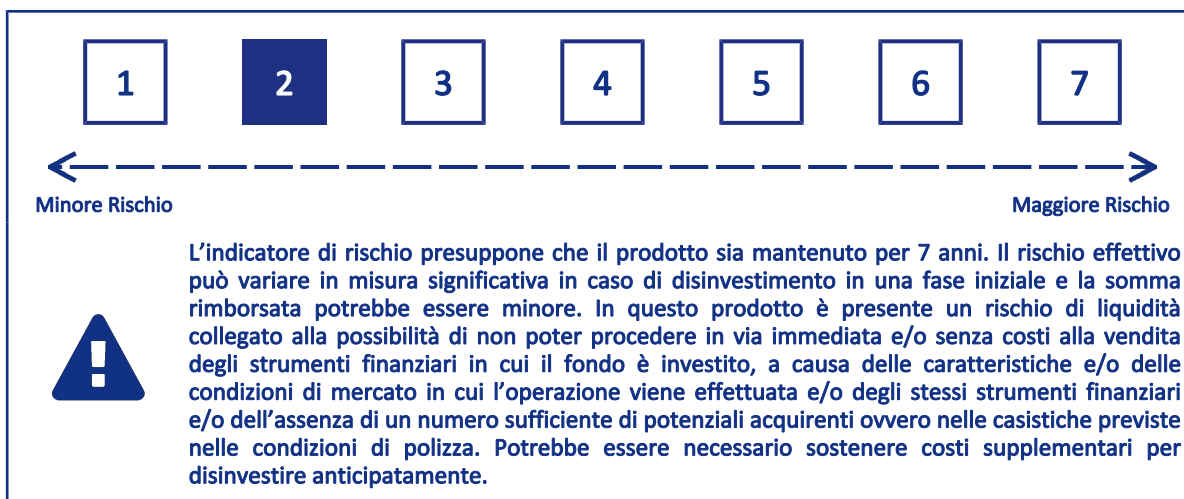 1 2 3 4 5 6 7
Minore Rischio Maggiore Rischio
L'indicatore di rischio presuppone che il prodotto sia mantenuto per 7 anni. Il rischio effettivo
può variare in misura significativa in caso di disinvestimento in una fase iniziale e la somma
rimborsata potrebbe essere minore. In questo prodotto è presente un rischio di liquidità
collegato alla possibilità di non poter procedere in via immediata e/o senza costi alla vendita
degli strumenti finanziari in cui il fondo è investito, a causa delle caratteristiche e/o delle
condizioni di mercato in cui l'operazione viene effettuata e/o degli stessi strumenti finanziari
e/o dell'assenza di un numero sufficiente di potenziali acquirenti ovvero nelle casistiche previste
nelle condizioni di polizza. Potrebbe essere necessario sostenere costi supplementari per
disinvestire anticipatamente.